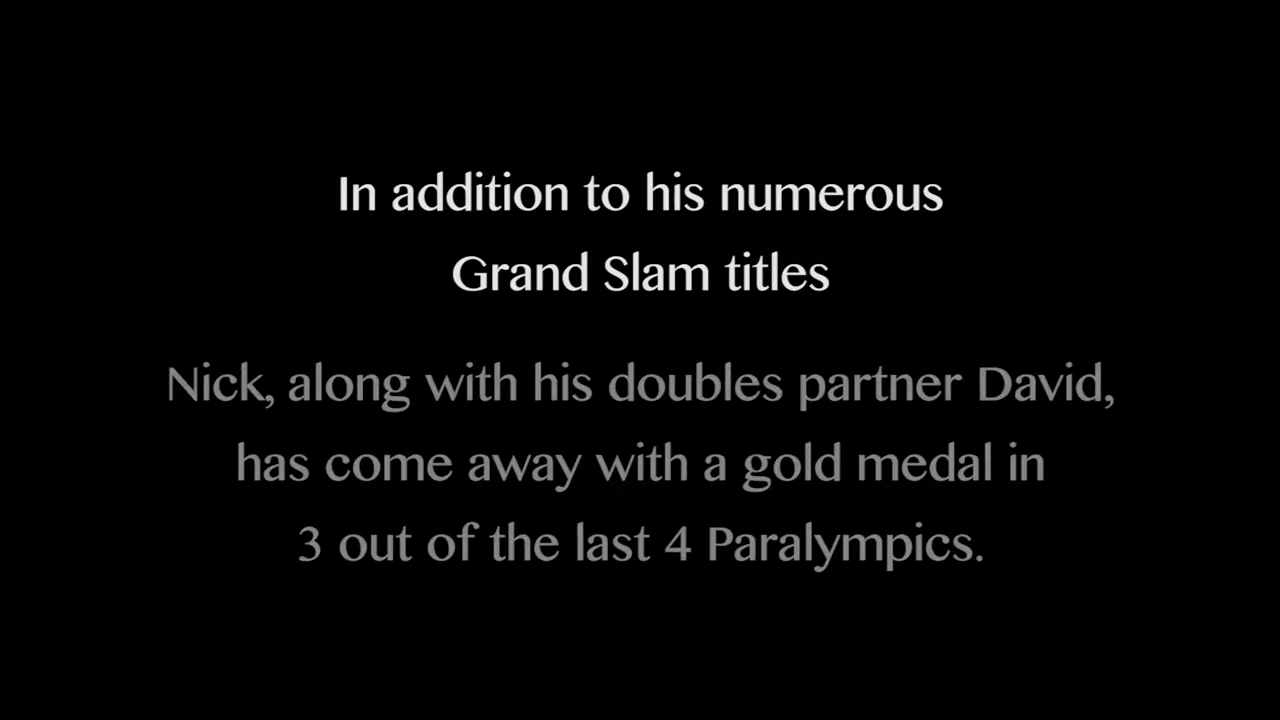 In addition to his numerous
Grand Slam titles
Nick, along with his doubles partner David,
has come away with a gold medal in
3 out of the last 4 Paralympics.